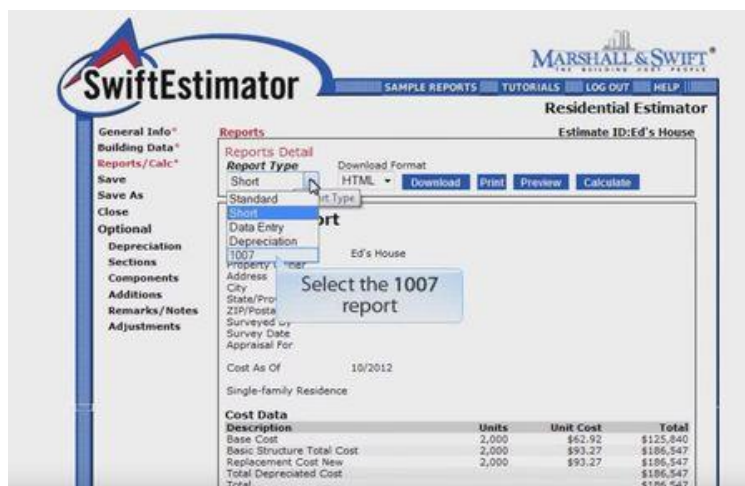 MARSHALL & SWIFT®
THE BUILDING COST PEOPLE
SwiftEstimator
SAMPLE REPORTS TUTORIALS LOG OUT HELP
Residential Estimator
General Info*
Building Data*
Reports/Calc*
Save
Save As
Close
Optional
Depreciation
Sections
Components
Additions
Remarks/Notes
Adjustments
Reports Estimate ID:Ed's House
Reports Detail
Report Type Download Format
Short HTML Download Print Preview Calculate
Standard
Short
Data Entry
Depreciation
1007
rt Type
ort
Ed's House
Property Owner
Address
City
State/Prov
ZIP/Posta
Surveyed By
Survey Date
Appraisal For
Select the 1007
report
Cost As Of 10/2012
Single-family Residence
Cost Data
Description Units Unit Cost Total
Base Cost 2,000 $62.92 $125,840
Basic Structure Total Cost 2,000 $93.27 $186,547
Replacement Cost New 2,000 $93.27 $186,547
Total Depreciated Cost $186,547
Total $186,547